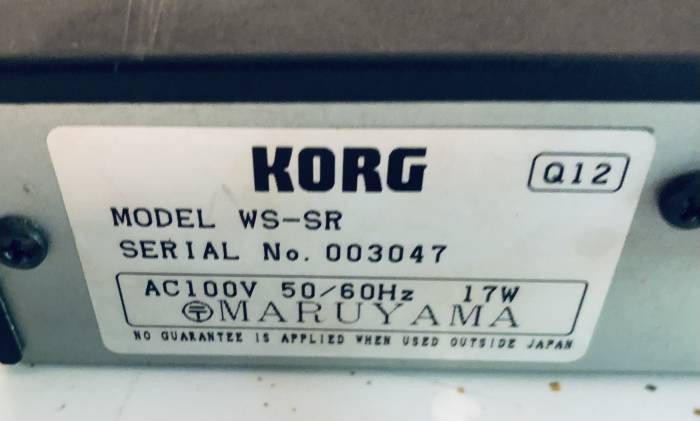 KORG
Q12
MODEL WS-SR
SERIAL No. 003047
AC100V 50/60Hz 17W
〒MARUYAMA
NO GUARANTEE IS APPLIED WHEN USED OUTSIDE JAPAN